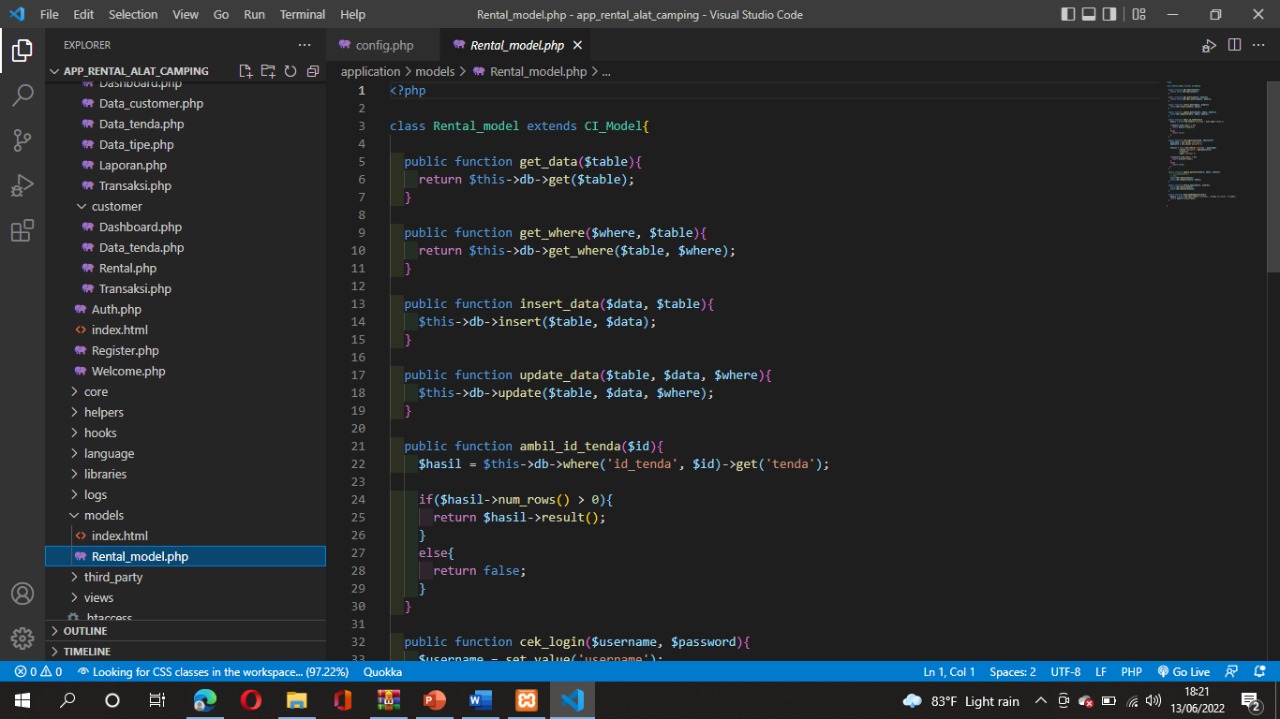 File Edit Selection View Go Run Terminal Help Rental_model.php - app_rental_alat_camping - Visual Studio Code
EXPLORER
APP_RENTAL_ALAT_CAMPING
Dashboard.php
Data_customer.php
Data_tenda.php
Data_tipe.php
Laporan.php
Transaksi.php
customer
Dashboard.php
Data_tenda.php
Rental.php
Transaksi.php
Auth.php
index.html
Register.php
Welcome.php
core
helpers
hooks
language
libraries
logs
models
index.html
Rental_model.php
third_party
views
.htaccess
OUTLINE
TIMELINE
config.php Rental_model.php
application > models > Rental_model.php > ...
1 <?php
2
3 class Rental_model extends CI_Model{
4
5 public function get_data($table){
6 return $this->db->get($table);
7 }
8
9 public function get_where($where, $table){
10 return $this->db->get_where($table, $where);
11 }
12
13 public function insert_data($data, $table){
14 $this->db->insert($table, $data);
15 }
16
17 public function update_data($table, $data, $where){
18 $this->db->update($table, $data, $where);
19 }
20
21 public function ambil_id_tenda($id){
22 $hasil = $this->db->where('id_tenda', $id)->get('tenda');
23
24 if($hasil->num_rows() > 0){
25 return $hasil->result();
26 }
27 else{
28 return false;
29 }
30 }
31
32 public function cek_login($username, $password){
33 $username = set_value('username');
0 0 Looking for CSS classes in the workspace... (97.22%) Quokka Ln 1, Col 1 Spaces: 2 UTF-8 LF PHP Go Live
83°F Light rain 18:21
13/06/2022
2